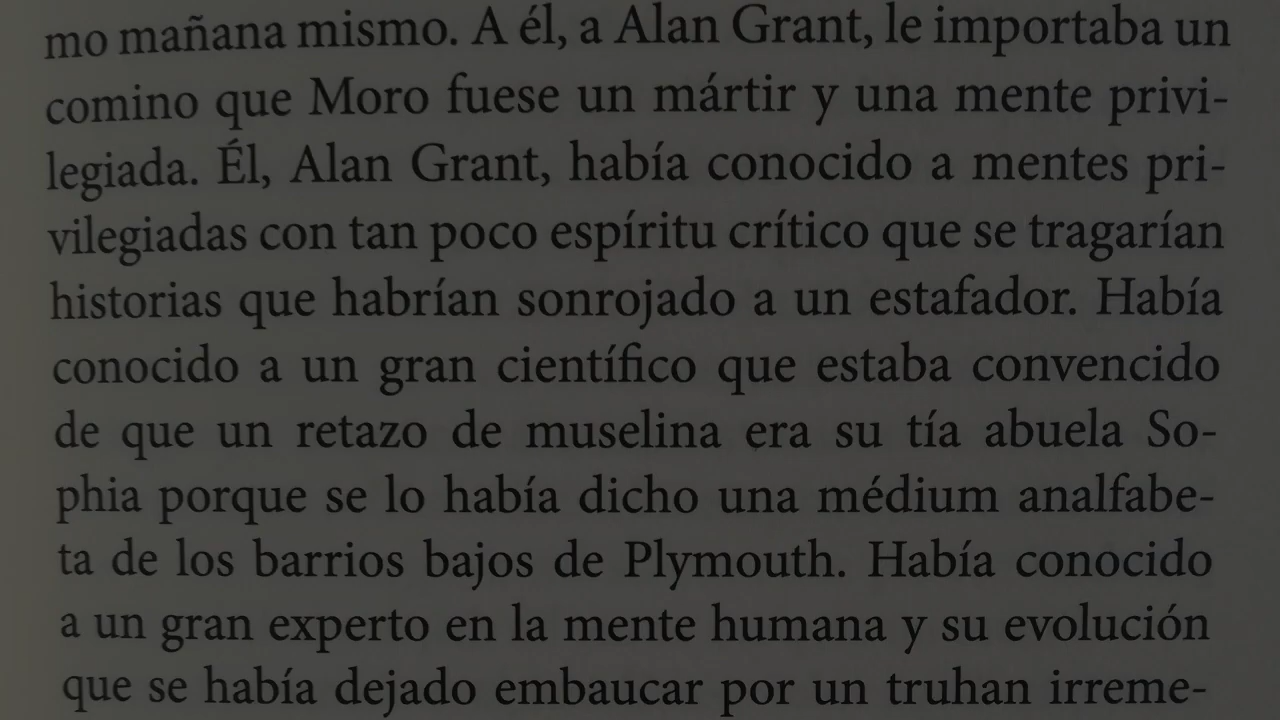 mo mañana mismo. A él, a Alan Grant, le importaba un
comino que Moro fuese un mártir y una mente privi-
legiada. Él, Alan Grant, había conocido a mentes pri-
vilegiadas con tan poco espíritu crítico que se tragarían
historias que habrían sonrojado a un estafador. Había
conocido a un gran científico que estaba convencido
de que un retazo de muselina era su tía abuela So-
phia porque se lo había dicho una médium analfabe-
ta de los barrios bajos de Plymouth. Había conocido
a un gran experto en la mente humana y su evolución
que se había dejado embaucar por un truhan irreme-